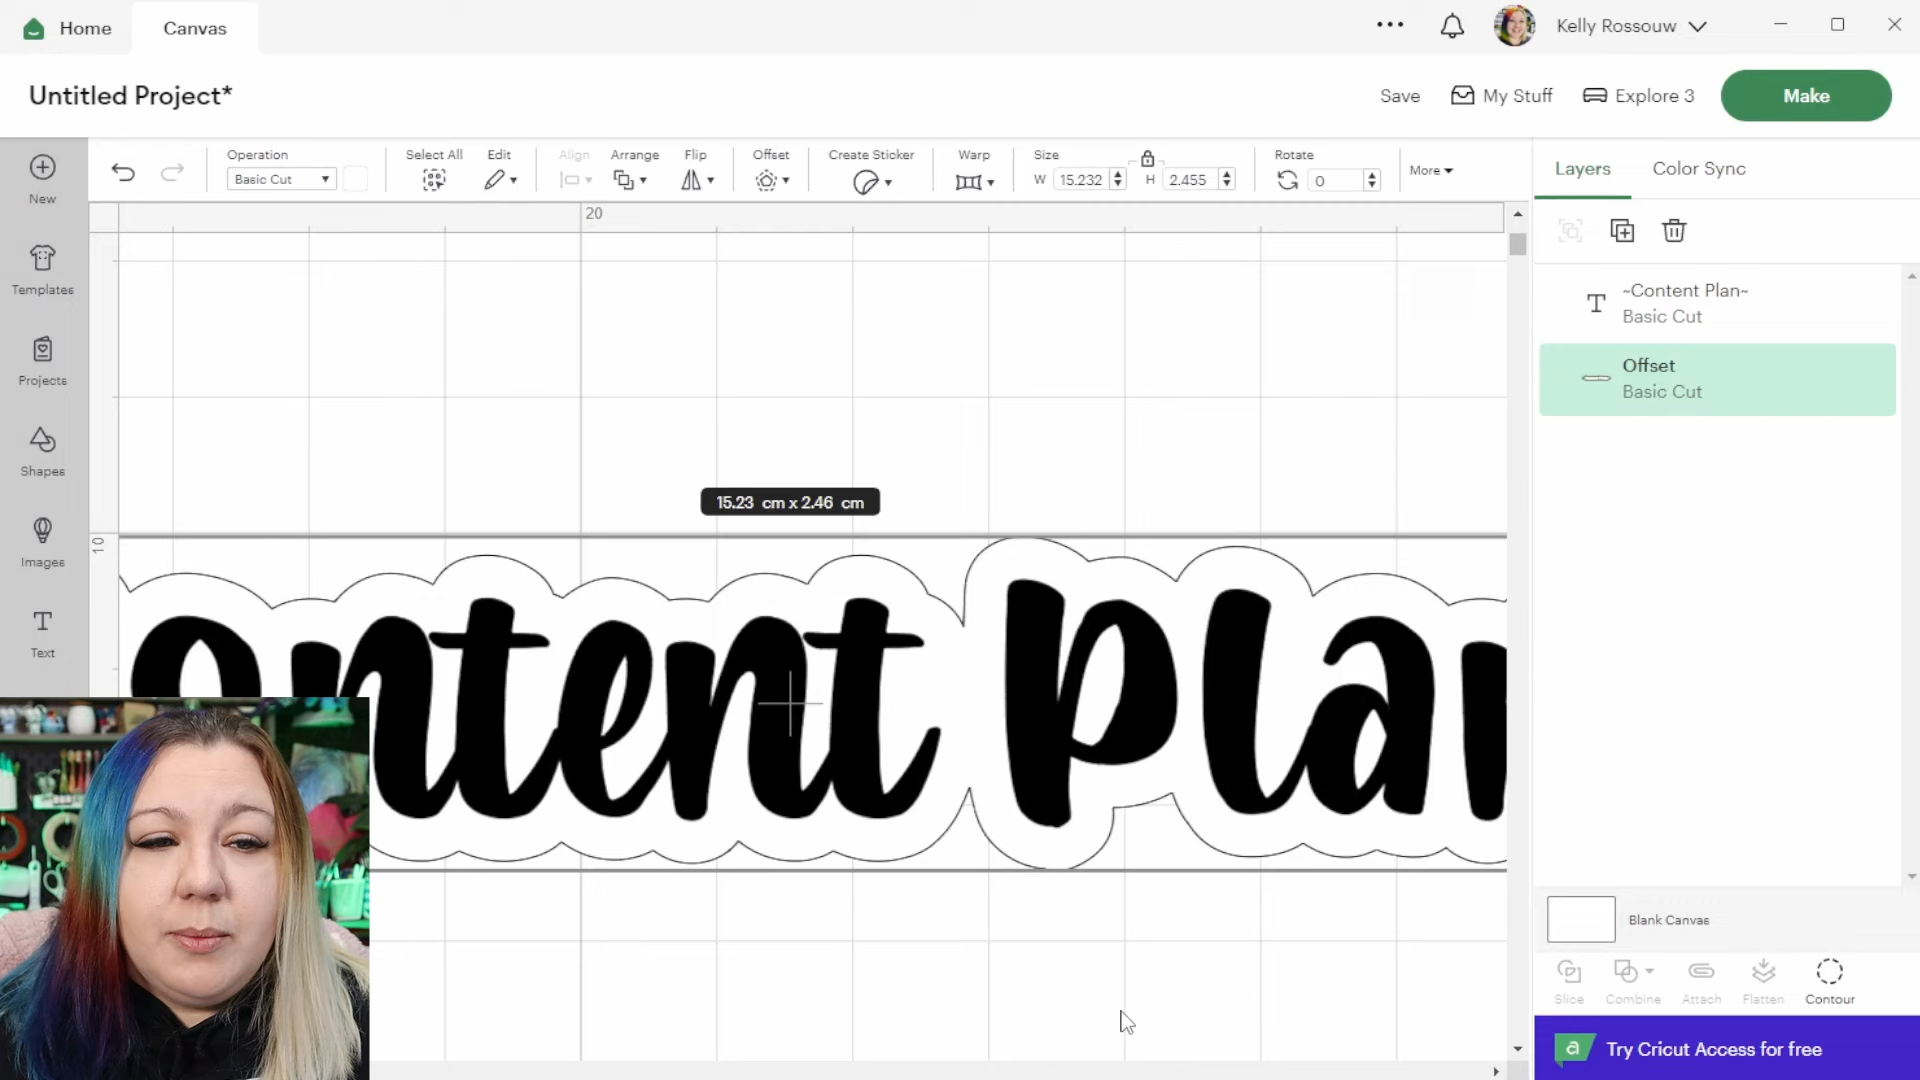 Home
Canvas
Kelly Rossouw
Untitled Project*
Save
My Stuff
Explore 3
Make
New
Templates
Projects
Shapes
Images
Text
Operation
Basic Cut
Select All
Edit
Align
Arrange
Flip
Offset
Create Sticker
Warp
Size
W 15.232
H 2.455
Rotate
0
More
20
10
15.23 cm x 2.46 cm
ontent Plan
Layers
Color Sync
~Content Plan~
Basic Cut
Offset
Basic Cut
Blank Canvas
Slice
Combine
Attach
Flatten
Contour
a
Try Cricut Access for free